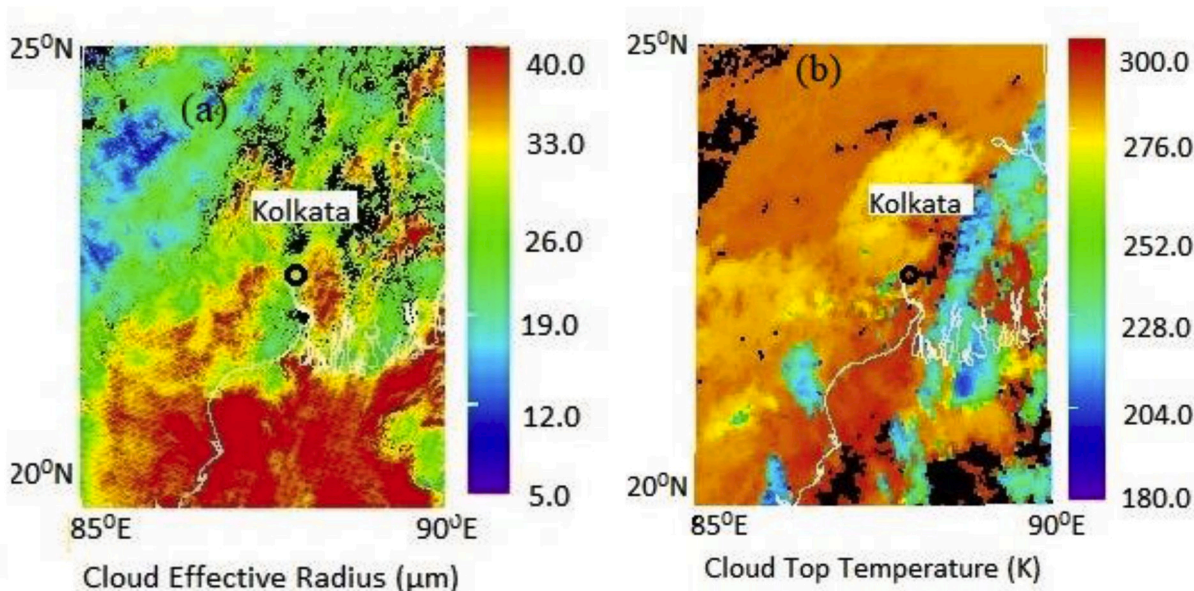 25⁰N
(a)
Kolkata
20⁰N
85⁰E
90⁰E
40.0
33.0
26.0
19.0
12.0
5.0
Cloud Effective Radius (µm)
25⁰N
(b)
Kolkata
20⁰N
85⁰E
90⁰E
300.0
276.0
252.0
228.0
204.0
180.0
Cloud Top Temperature (K)